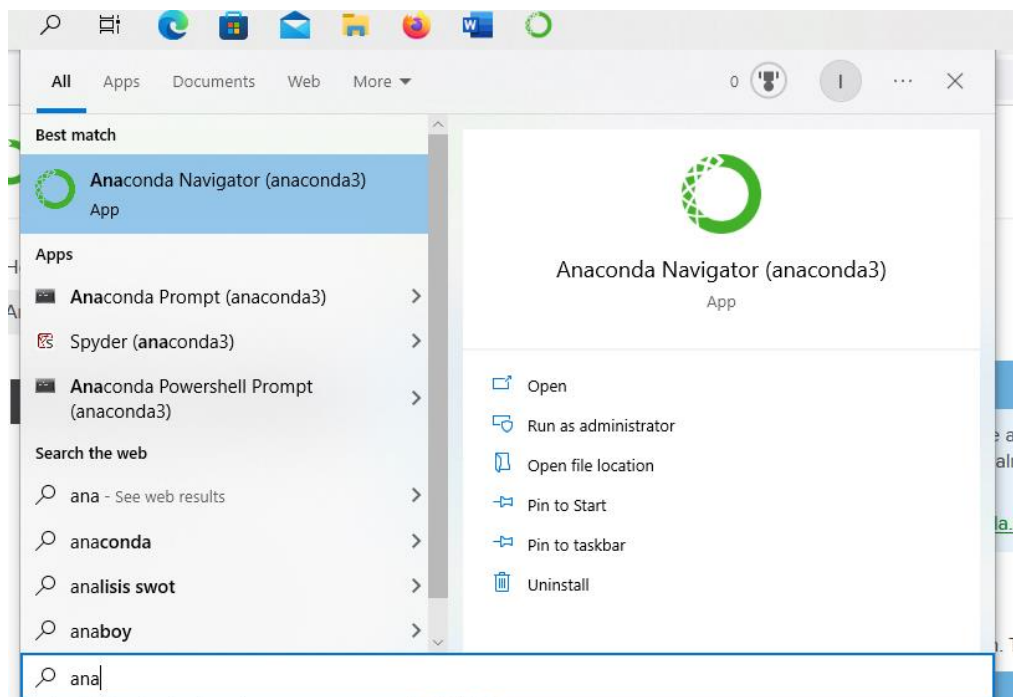 All Apps Documents Web More 0 I ...
Best match
Anaconda Navigator (anaconda3)
App
Apps
Anaconda Prompt (anaconda3)
Spyder (anaconda3)
Anaconda Powershell Prompt
(anaconda3)
Search the web
ana - See web results
anaconda
analisis swot
anaboy
ana
Anaconda Navigator (anaconda3)
App
Open
Run as administrator
Open file location
Pin to Start
Pin to taskbar
Uninstall